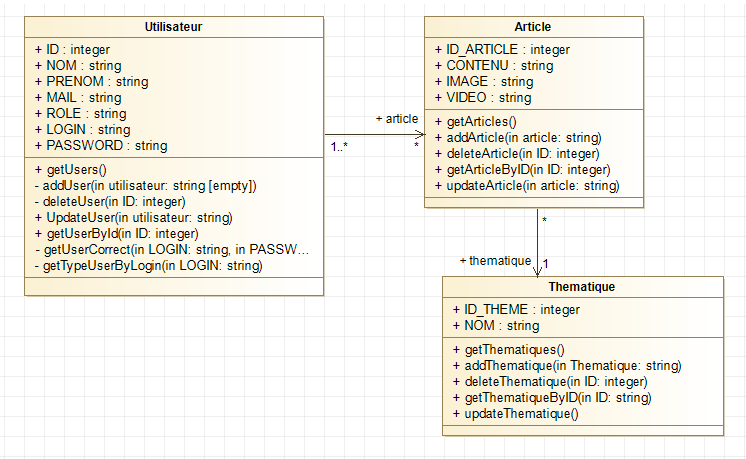 Utilisateur
+ ID : integer
+ NOM : string
+ PRENOM : string
+ MAIL : string
+ ROLE : string
+ LOGIN : string
+ PASSWORD : string
+ getUsers()
- addUser(in utilisateur: string [empty])
- deleteUser(in ID: integer)
+ UpdateUser(in utilisateur: string)
+ getUserById(in ID: integer)
- getUserCorrect(in LOGIN: string, in PASSW...
- getTypeUserByLogin(in LOGIN: string)
+ article
1..*
*
Article
+ ID_ARTICLE : integer
+ CONTENU : string
+ IMAGE : string
+ VIDEO : string
+ getArticles()
+ addArticle(in article: string)
+ deleteArticle(in ID: integer)
+ getArticleByID(in ID: integer)
+ updateArticle(in article: string)
*
+ thematique
1
Thematique
+ ID_THEME : integer
+ NOM : string
+ getThematiques()
+ addThematique(in Thematique: string)
+ deleteThematique(in ID: integer)
+ getThematiqueByID(in ID: string)
+ updateThematique()